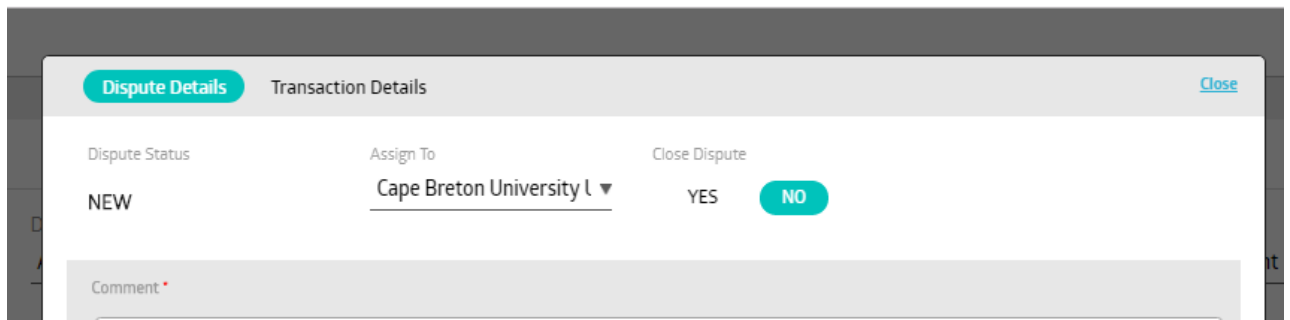 Dispute Details Transaction Details Close
Dispute Status Assign To Close Dispute
NEW Cape Breton University YES NO
Comment *